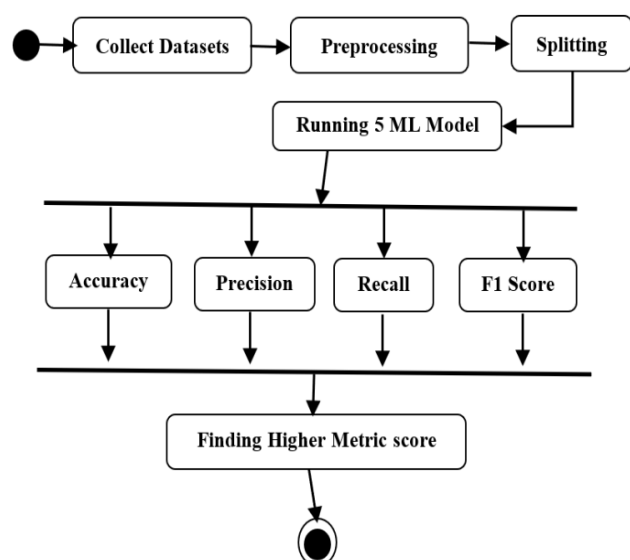 Collect Datasets
Preprocessing
Splitting
Running 5 ML Model
Accuracy
Precision
Recall
F1 Score
Finding Higher Metric score